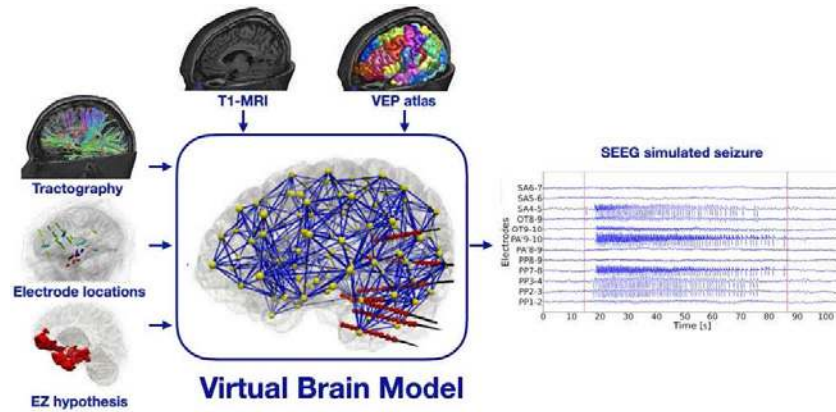 T1-MRI
VEP atlas
Tractography
Electrode locations
EZ hypothesis
Virtual Brain Model
SEEG simulated seizure
Electrodes
SA6-7
SA5-6
SA4-5
OT8-9
OT9-10
PA'9-10
PA'8-9
PP8-9
PP7-8
PP3-4
PP2-3
PP1-2
0 10 20 30 40 50 60 70 80 90 100
Time [s]